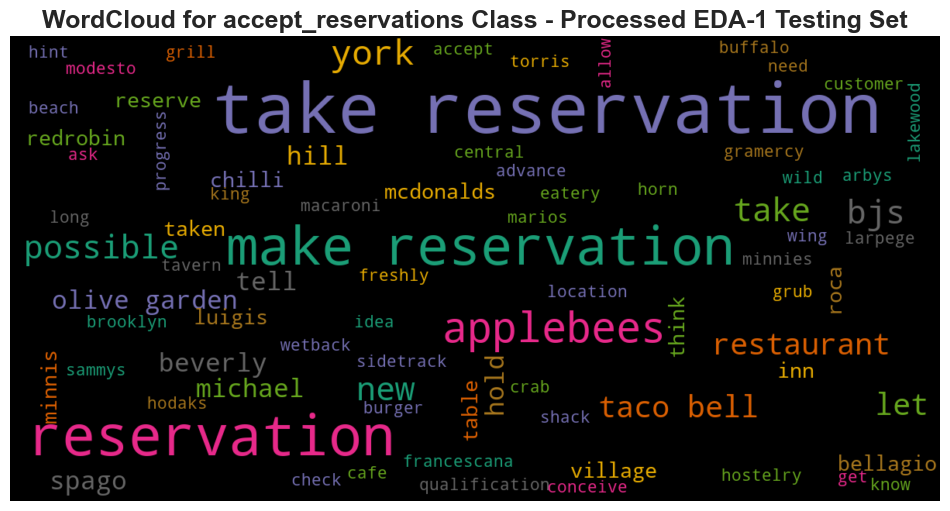 WordCloud for accept_reservations Class - Processed EDA-1 Testing Set
hint
grill
york
accept
torris
allow
buffalo
need
modesto
customer
beach
reserve
take reservation
lakewood
redrobin
progress
ask
hill
central
gramercy
advance
chilli
king
mcdonalds
eatery
horn
wild
arbys
macaroni
long
taken
marios
take
bjs
possible
make reservation
wing
larpege
tavern
tell
freshly
minnies
olive garden
location
grub
roca
brooklyn
luigis
idea
applebees
think
restaurant
wetback
sidetrack
beverly
sammys
minnis
michael
new
hold
crab
inn
hodaks
burger
table
shack
taco bell
let
reservation
francescana
village
bellagio
spago
check
cafe
qualification
conceive
hostelry
get
know